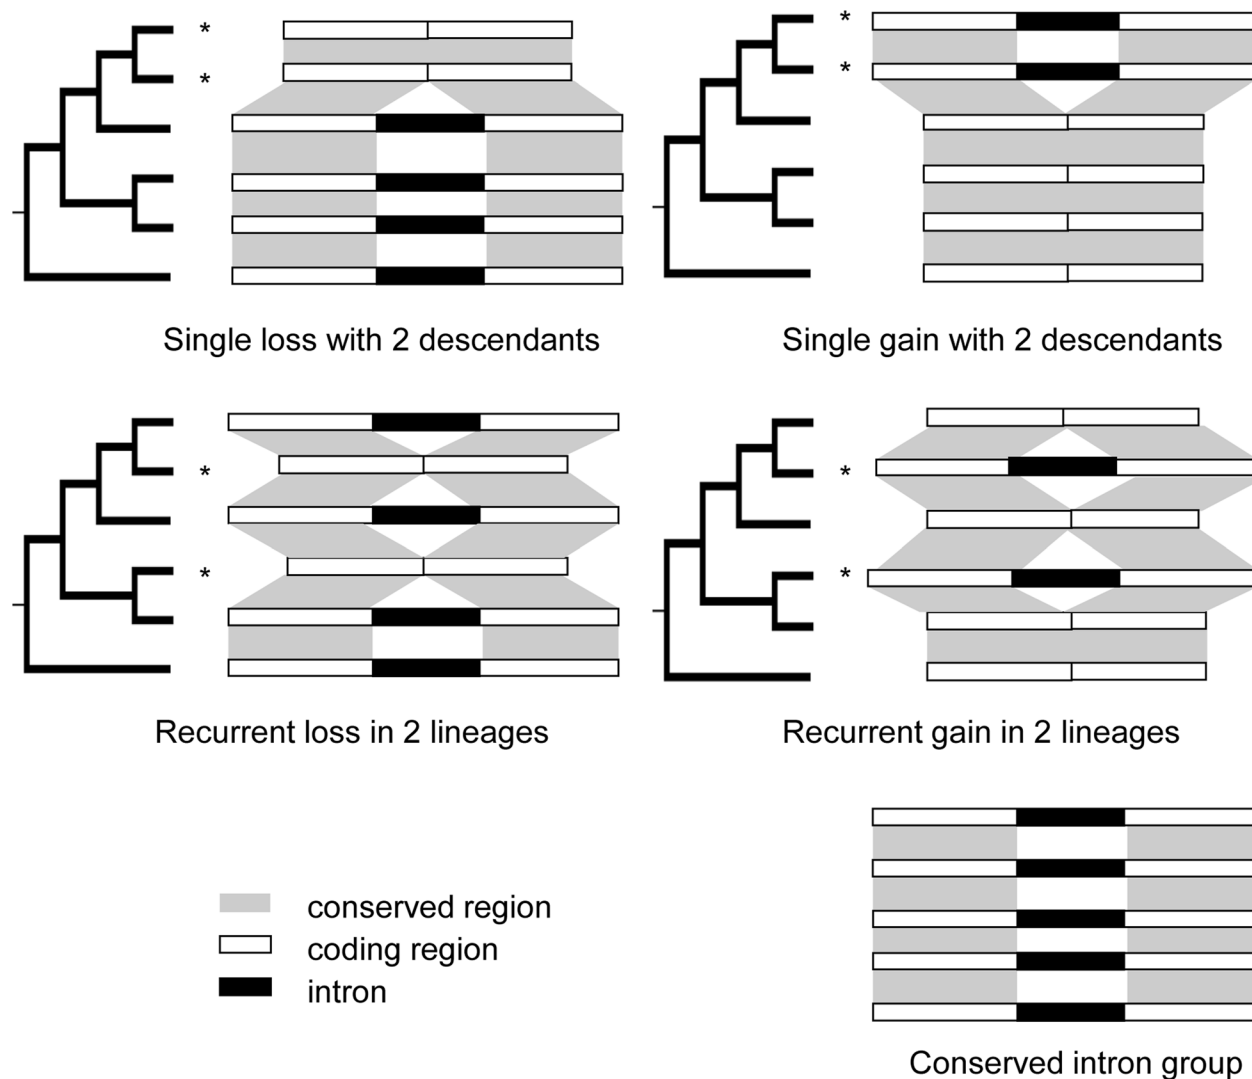 *
*
*
*
Single loss with 2 descendants
Single gain with 2 descendants
*
*
*
*
Recurrent loss in 2 lineages
Recurrent gain in 2 lineages
conserved region
coding region
intron
Conserved intron group